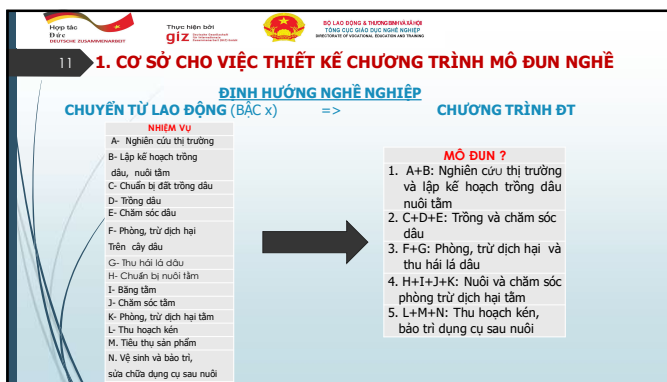 Hợp tác
Đức
DEUTSCHE ZUSAMMENARBEIT
Thực hiện bởi
giz
BỘ LAO ĐỘNG & THƯƠNG BINH VÀ XÃ HỘI
TỔNG CỤC GIÁO DỤC NGHỀ NGHIỆP
DIRECTORATE OF VOCATIONAL EDUCATION AND TRAINING
11
1. CƠ SỞ CHO VIỆC THIẾT KẾ CHƯƠNG TRÌNH MÔ ĐUN NGHỀ
ĐỊNH HƯỚNG NGHỀ NGHIỆP
CHUYỂN TỪ LAO ĐỘNG (BẬC x) => CHƯƠNG TRÌNH ĐT
NHIỆM VỤ
A- Nghiên cứu thị trường
B- Lập kế hoạch trồng
dâu, nuôi tằm
C- Chuẩn bị đất trồng dâu
D- Trồng dâu
E- Chăm sóc dâu
F- Phòng, trừ dịch hại
Trên cây dâu
G- Thu hái lá dâu
H- Chuẩn bị nuôi tằm
I- Băng tằm
J- Chăm sóc tằm
K- Phòng, trừ dịch hại tằm
L- Thu hoạch kén
M. Tiêu thụ sản phẩm
N. Vệ sinh và bảo trì,
sửa chữa dụng cụ sau nuôi
MÔ ĐUN ?
1. A+B: Nghiên cứu thị trường
và lập kế hoạch trồng dâu
nuôi tằm
2. C+D+E: Trồng và chăm sóc
dâu
3. F+G: Phòng, trừ dịch hại và
thu hái lá dâu
4. H+I+J+K: Nuôi và chăm sóc
phòng trừ dịch hại tằm
5. L+M+N: Thu hoạch kén,
bảo trì dụng cụ sau nuôi